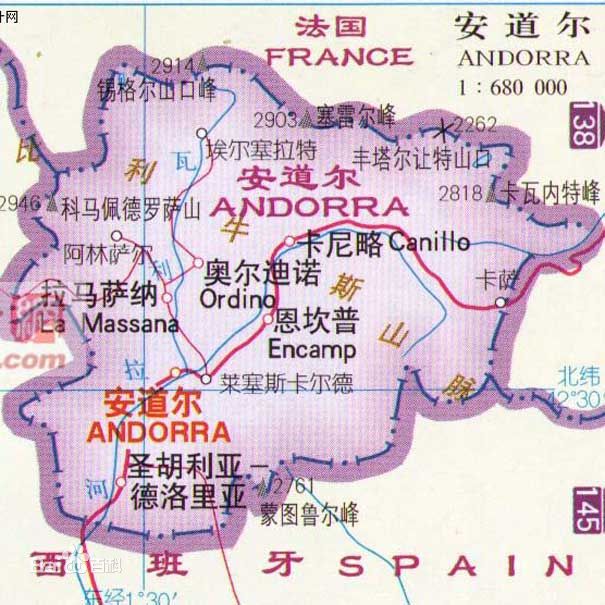 法国
FRANCE
安道尔
ANDORRA
1：680 000
2914
锡格尔山口峰
2903
塞雷尔峰
2262
丰塔尔让特山口
138
比利牛斯山脉
埃尔塞拉特
安道尔
ANDORRA
2818
卡瓦内特峰
2946
科马佩德罗萨山
阿林萨尔
卡尼略 Canillo
奥尔迪诺
Ordino
拉马萨纳
La Massana
卡萨
恩坎普
Encamp
瓦利拉河
莱塞斯卡尔德
北纬
42°30′
安道尔
ANDORRA
圣胡利亚－
德洛里亚
2761
蒙图鲁尔峰
145
西班牙 SPAIN
百科
东经1°30′
.com